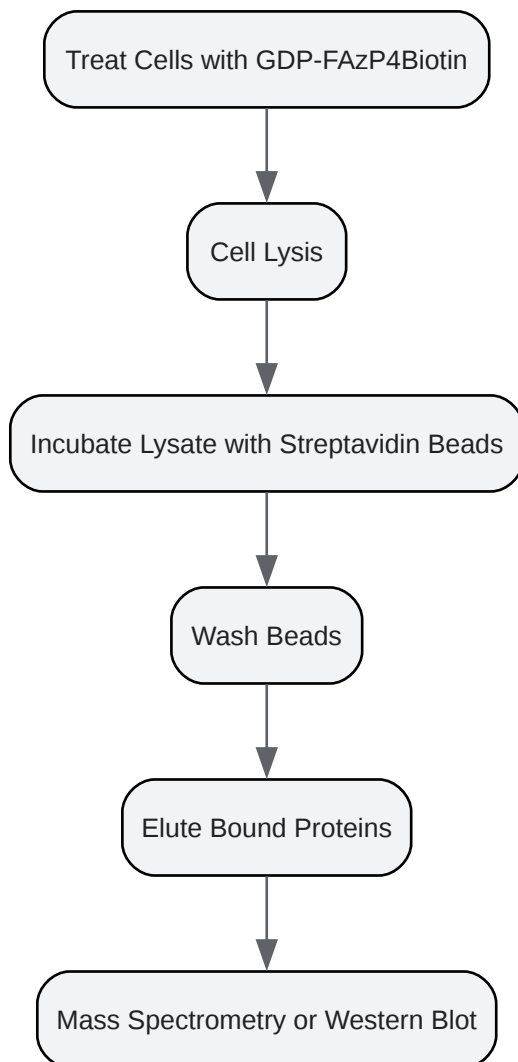 Treat Cells with GDP-FAzP4Biotin
Cell Lysis
Incubate Lysate with Streptavidin Beads
Wash Beads
Elute Bound Proteins
Mass Spectrometry or Western Blot